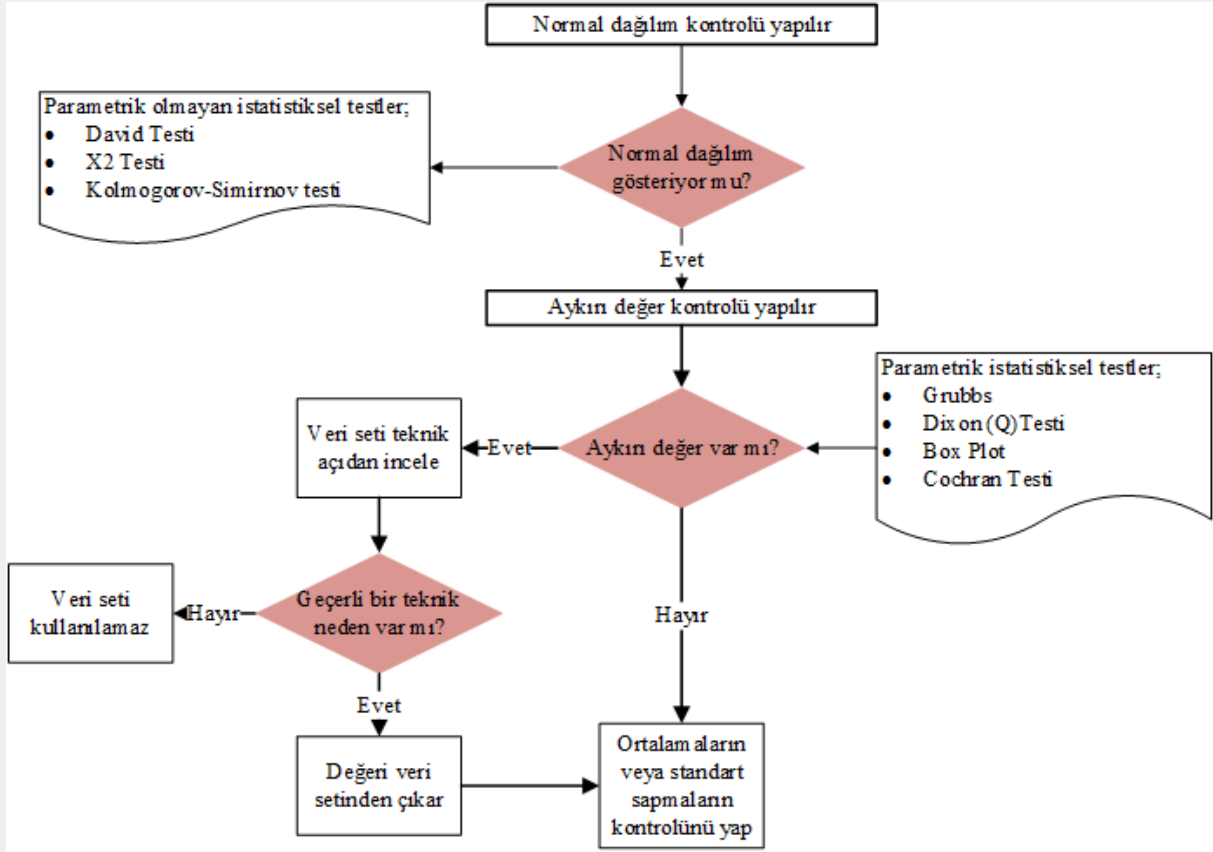 Normal dağılım kontrolü yapılır
Parametrik olmayan istatistiksel testler;
• David Testi
• X2 Testi
• Kolmogorov-Simirnov testi
Normal dağılım
gösteriyor mu?
Evet
Aykırı değer kontrolü yapılır
Parametrik istatistiksel testler;
• Grubbs
• Dixon (Q) Testi
• Box Plot
• Cochran Testi
Aykırı değer var mı?
Evet
Veri seti teknik
açıdan incele
Hayır
Geçerli bir teknik
neden var mı?
Hayır
Veri seti
kullanılamaz
Evet
Değeri veri
setinden çıkar
Ortalamaların
veya standart
sapmaların
kontrolünü yap